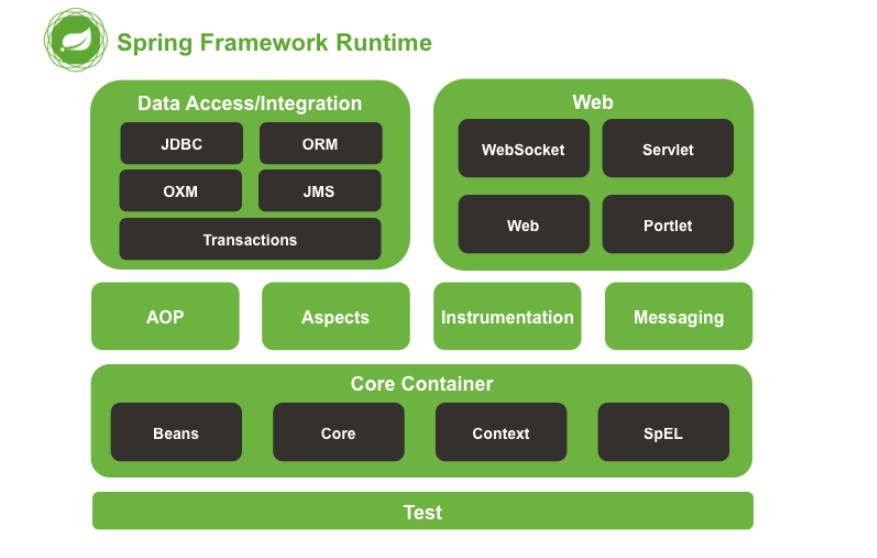 Spring Framework Runtime
Data Access/Integration
JDBC
ORM
OXM
JMS
Transactions
Web
WebSocket
Servlet
Web
Portlet
AOP
Aspects
Instrumentation
Messaging
Core Container
Beans
Core
Context
SpEL
Test